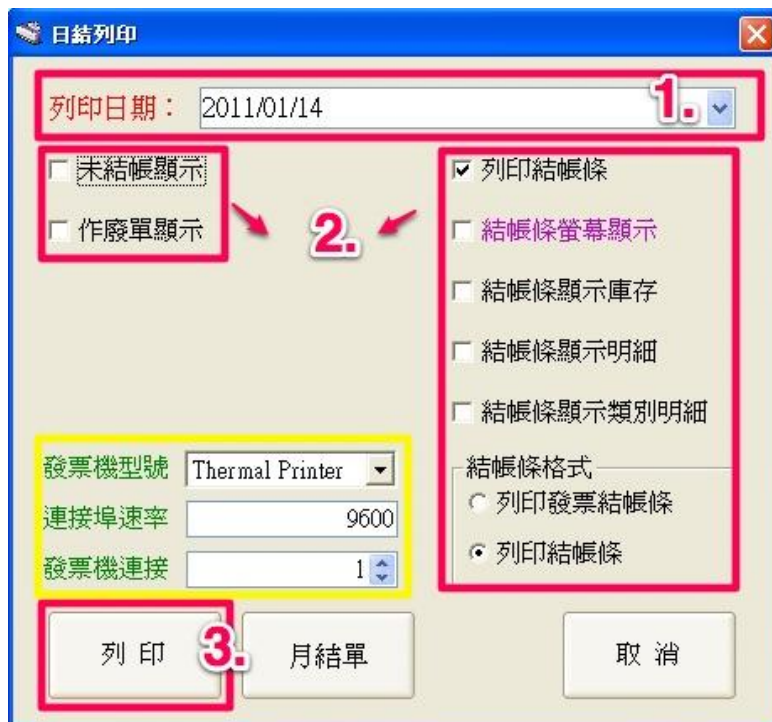 日結列印
列印日期： 2011/01/14 1.
未結帳顯示
作廢單顯示
2.
列印結帳條
結帳條螢幕顯示
結帳條顯示庫存
結帳條顯示明細
結帳條顯示類別明細
發票機型號 Thermal Printer
連接埠速率 9600
發票機連接 1
結帳條格式
列印發票結帳條
列印結帳條
列 印 3. 月結單 取 消